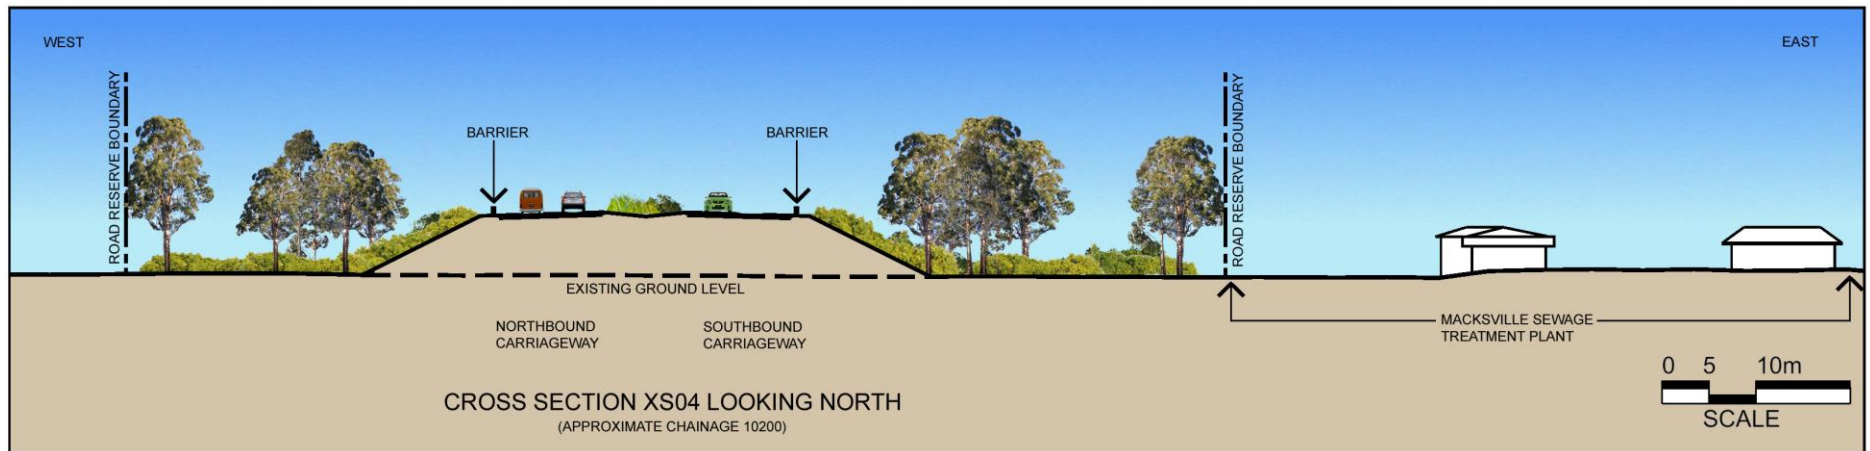 WEST
EAST
ROAD RESERVE BOUNDARY
BARRIER
BARRIER
ROAD RESERVE BOUNDARY
EXISTING GROUND LEVEL
NORTHBOUND
CARRIAGEWAY
SOUTHBOUND
CARRIAGEWAY
MACKSVILLE SEWAGE
TREATMENT PLANT
0 5 10m
SCALE
CROSS SECTION XS04 LOOKING NORTH
(APPROXIMATE CHAINAGE 10200)